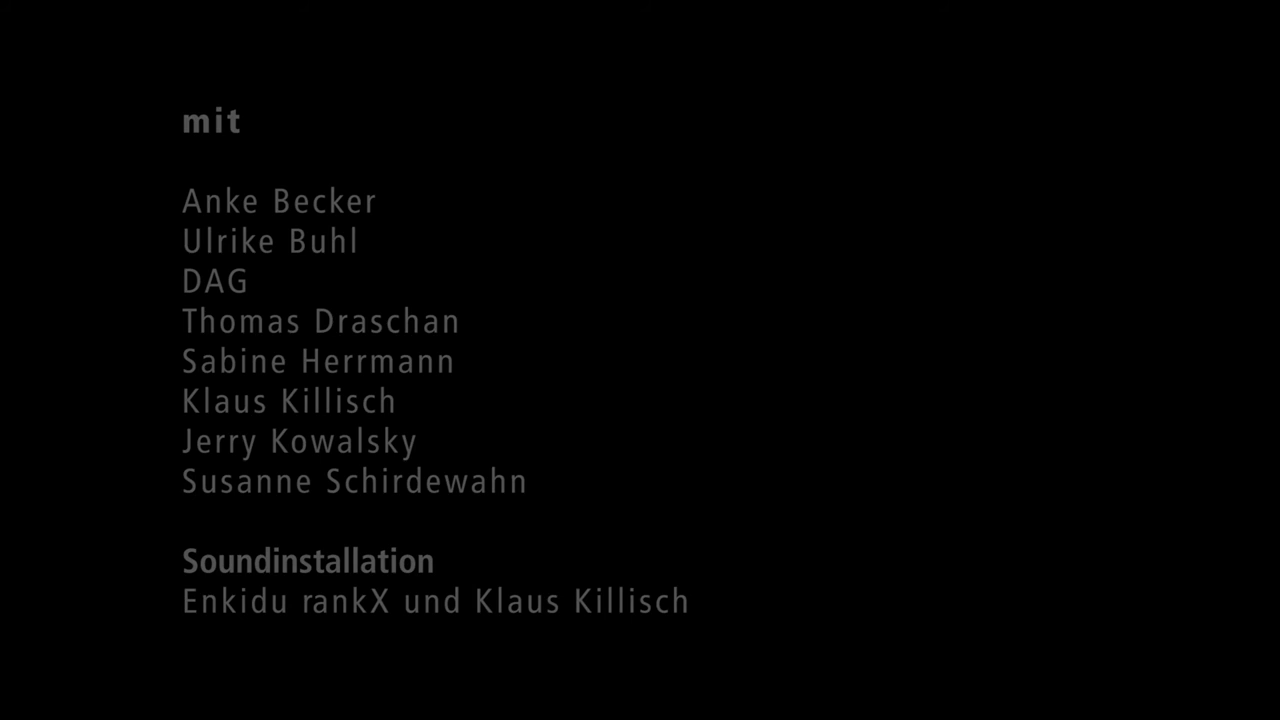 mit
Anke Becker
Ulrike Buhl
DAG
Thomas Draschan
Sabine Herrmann
Klaus Killisch
Jerry Kowalsky
Susanne Schirdewahn
Soundinstallation
Enkidu rankX und Klaus Killisch